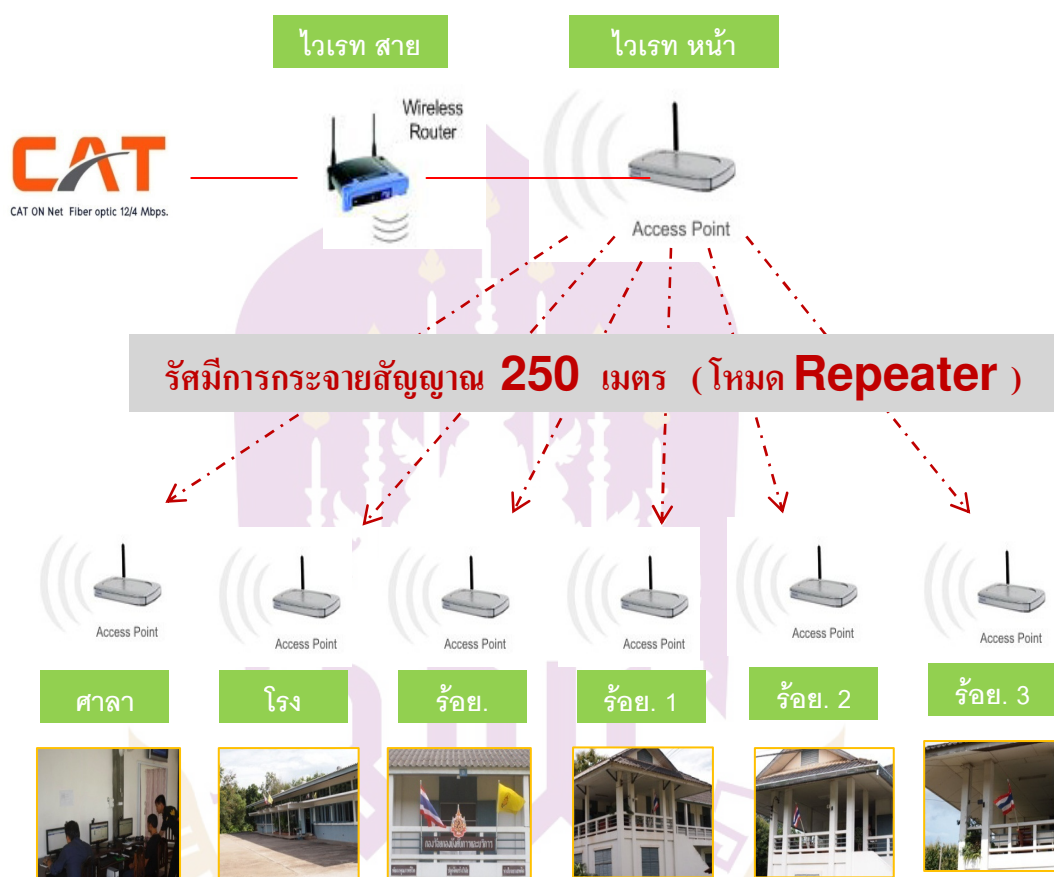 ไวเรท สาย
ไวเรท หน้า
Wireless
Router
CAT
CAT ON Net Fiber optic 12/4 Mbps.
Access Point
รัศมีการกระจายสัญญาณ 250 เมตร (โหมด Repeater )
Access Point
Access Point
Access Point
Access Point
Access Point
Access Point
ศาลา
โรง
ร้อย.
ร้อย. 1
ร้อย. 2
ร้อย. 3